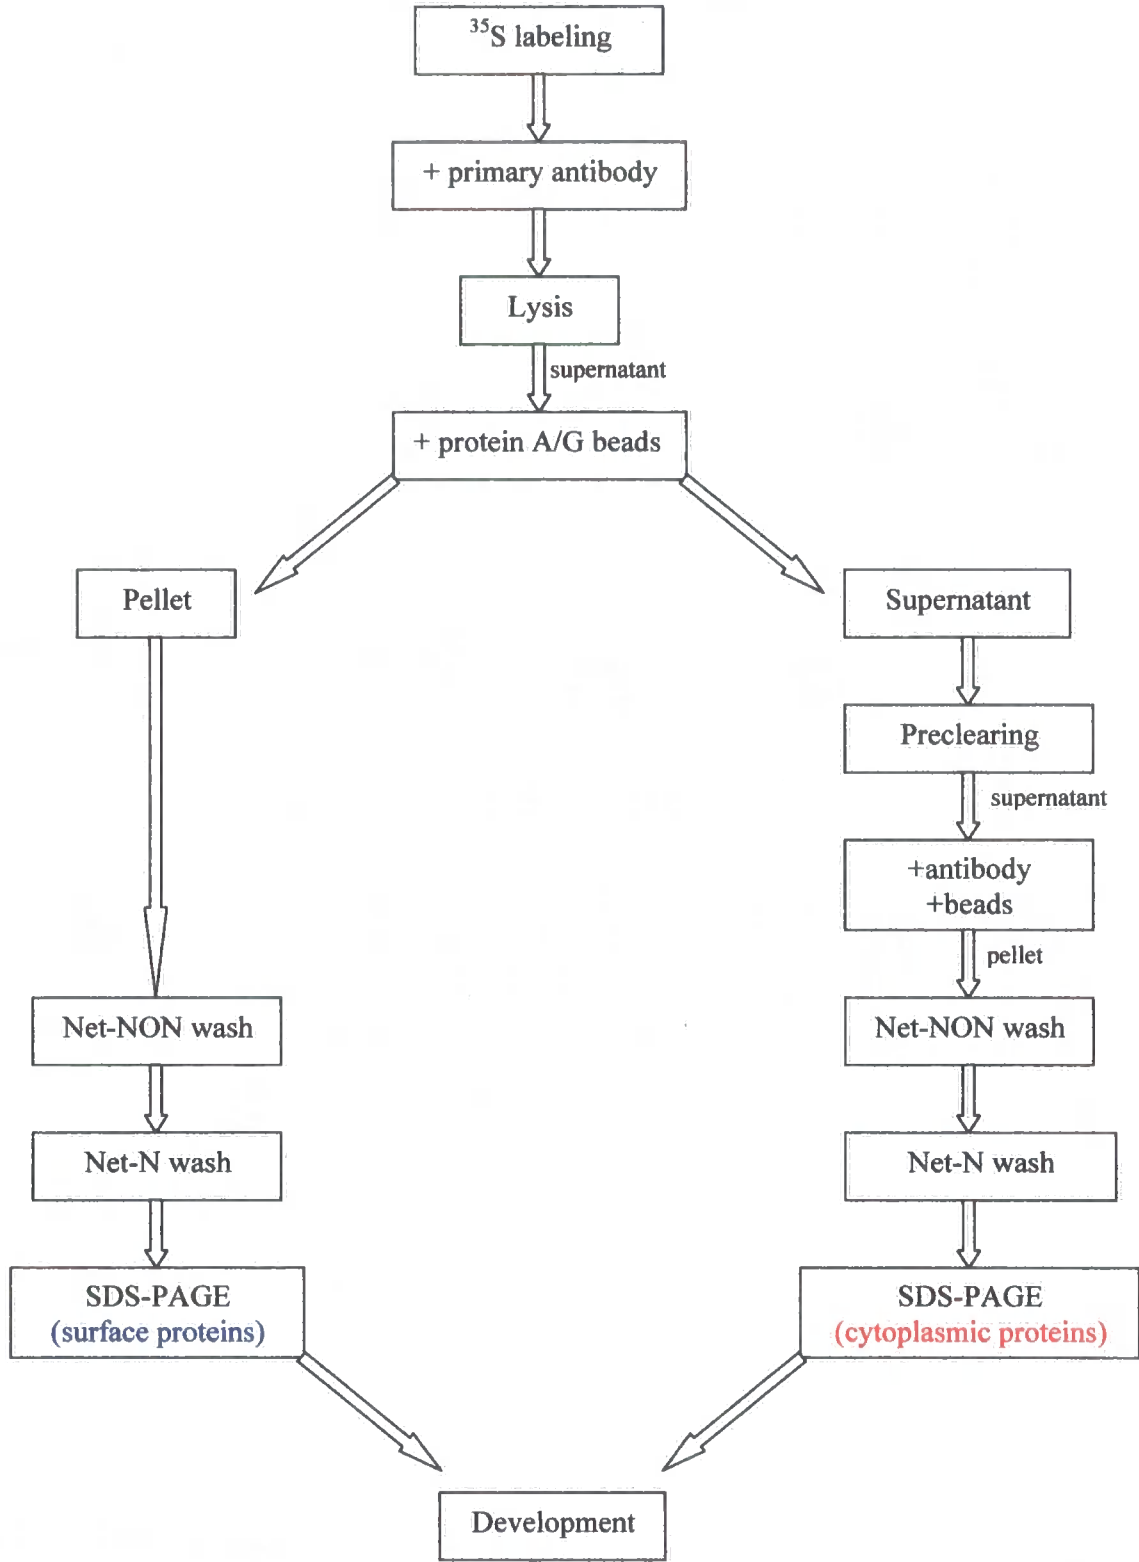 ³⁵S labeling
+ primary antibody
Lysis
supernatant
+ protein A/G beads
Pellet
Supernatant
Preclearing
supernatant
+antibody
+beads
pellet
Net-NON wash
Net-NON wash
Net-N wash
Net-N wash
SDS-PAGE
(surface proteins)
SDS-PAGE
(cytoplasmic proteins)
Development